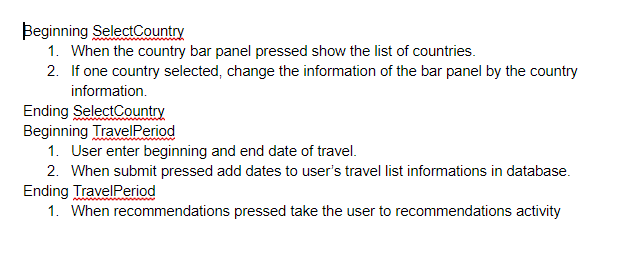 Beginning SelectCountry
1. When the country bar panel pressed show the list of countries.
2. If one country selected, change the information of the bar panel by the country
information.
Ending SelectCountry
Beginning TravelPeriod
1. User enter beginning and end date of travel.
2. When submit pressed add dates to user's travel list informations in database.
Ending TravelPeriod
1. When recommendations pressed take the user to recommendations activity